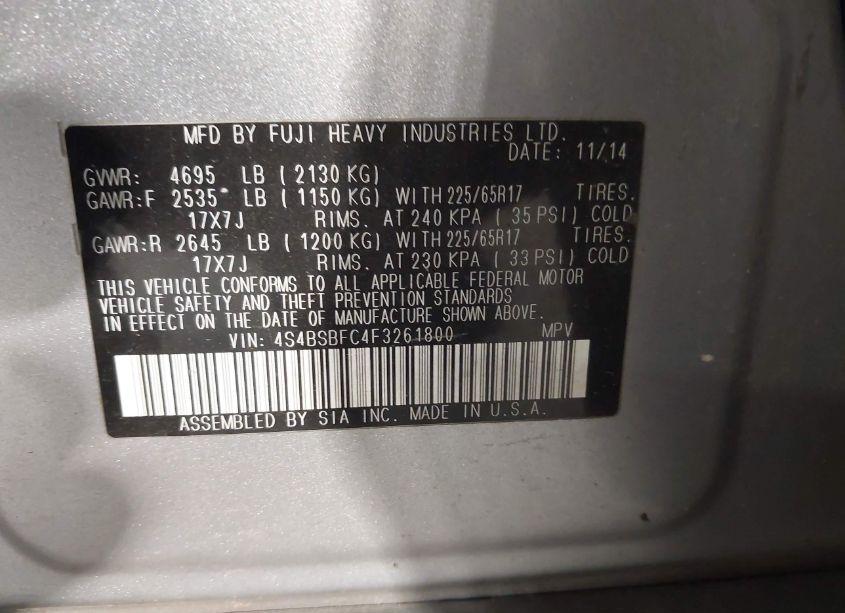 MFD BY FUJI HEAVY INDUSTRIES LTD.
DATE: 11/14
GVWR: 4695 LB ( 2130 KG)
GAWR:F 2535 LB ( 1150 KG) WITH 225/65R17 TIRES.
17X7J RIMS. AT 240 KPA ( 35 PSI) COLD
GAWR:R 2645 LB ( 1200 KG) WITH 225/65R17 TIRES.
17X7J RIMS. AT 230 KPA ( 33 PSI) COLD
THIS VEHICLE CONFORMS TO ALL APPLICABLE FEDERAL MOTOR
VEHICLE SAFETY AND THEFT PREVENTION STANDARDS
IN EFFECT ON THE DATE OF MANUFACTURE SHOWN ABOVE.
VIN: 4S4BSBFC4F3261800 MPV
ASSEMBLED BY SIA INC. MADE IN U.S.A.